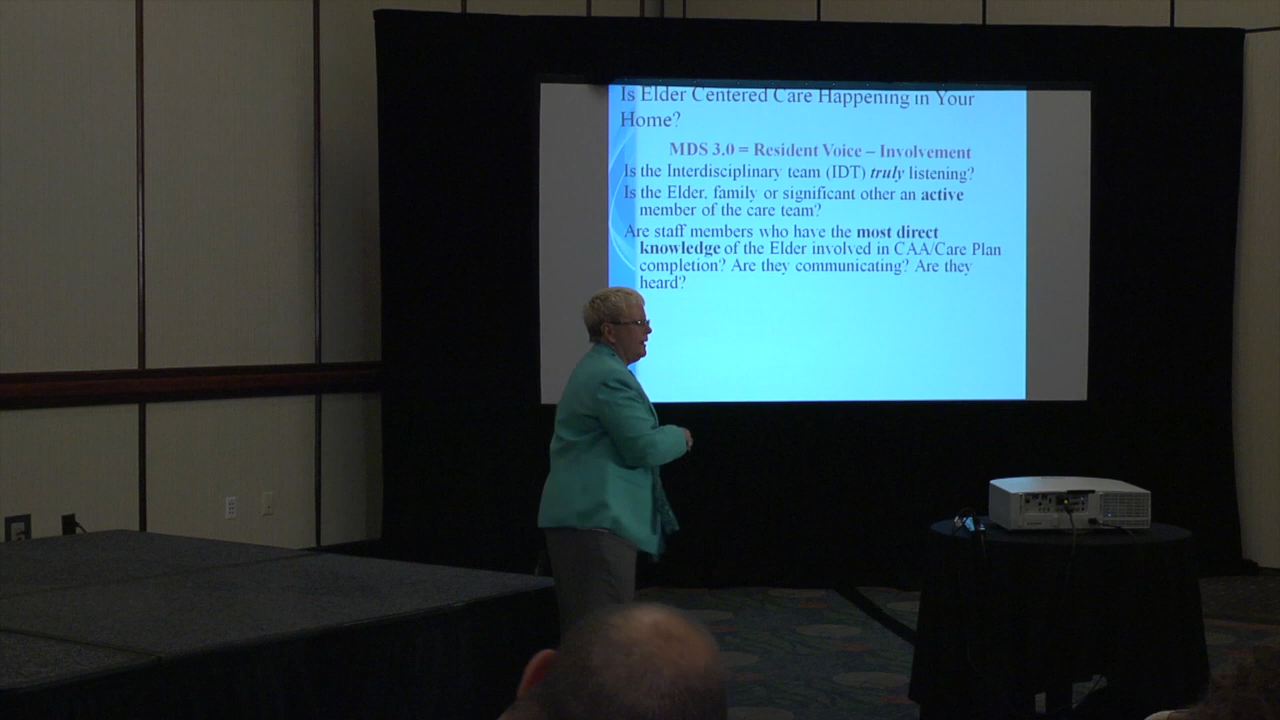 Is Elder Centered Care Happening in Your
Home?
MDS 3.0 = Resident Voice – Involvement
Is the Interdisciplinary team (IDT) truly listening?
Is the Elder, family or significant other an active
member of the care team?
Are staff members who have the most direct
knowledge of the Elder involved in CAA/Care Plan
completion? Are they communicating? Are they
heard?